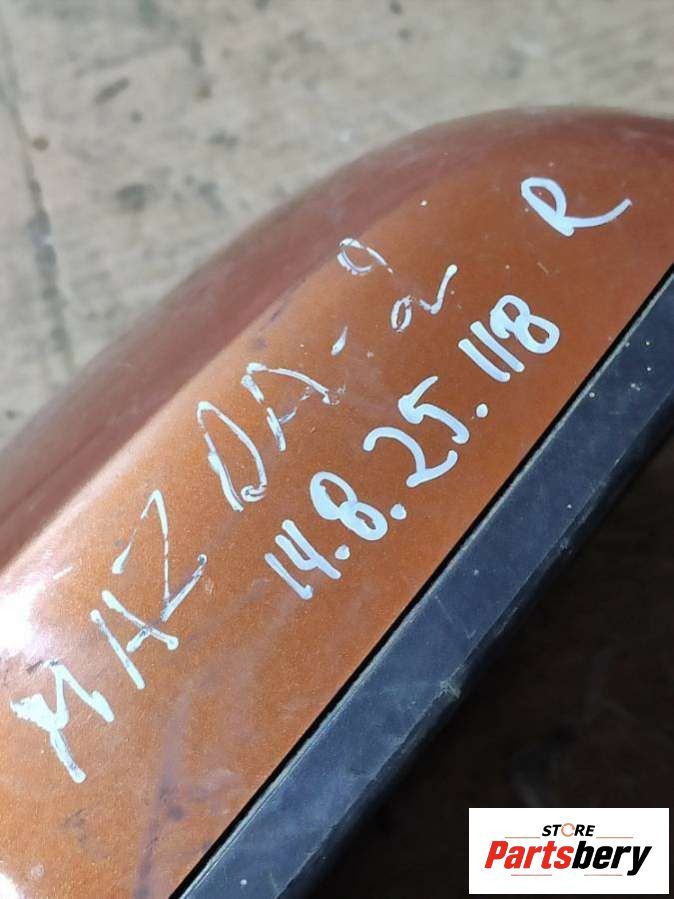 MAZDA-2 R
14.8.25.118
STORE
Partsbery